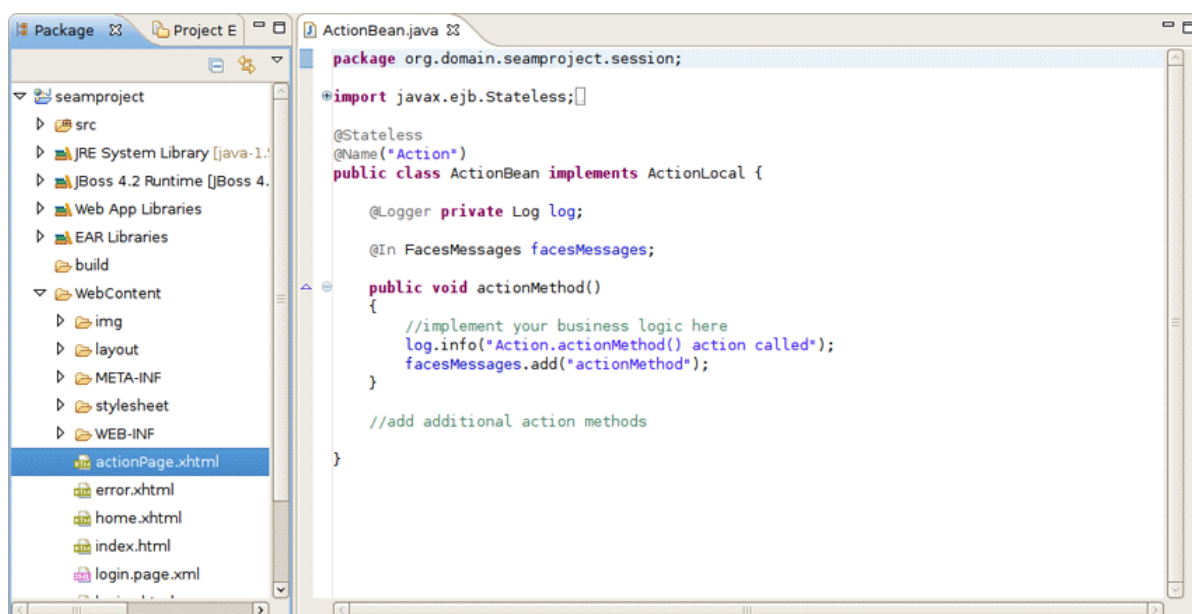 Package
Project E
seamproject
src
JRE System Library [java-1.5
JBoss 4.2 Runtime [JBoss 4.
Web App Libraries
EAR Libraries
build
WebContent
img
layout
META-INF
stylesheet
WEB-INF
actionPage.xhtml
error.xhtml
home.xhtml
index.html
login.page.xml
ActionBean.java
package org.domain.seamproject.session;
import javax.ejb.Stateless;
@Stateless
@Name("Action")
public class ActionBean implements ActionLocal {
@Logger private Log log;
@In FacesMessages facesMessages;
public void actionMethod()
{
//implement your business logic here
log.info("Action.actionMethod() action called");
facesMessages.add("actionMethod");
}
//add additional action methods
}